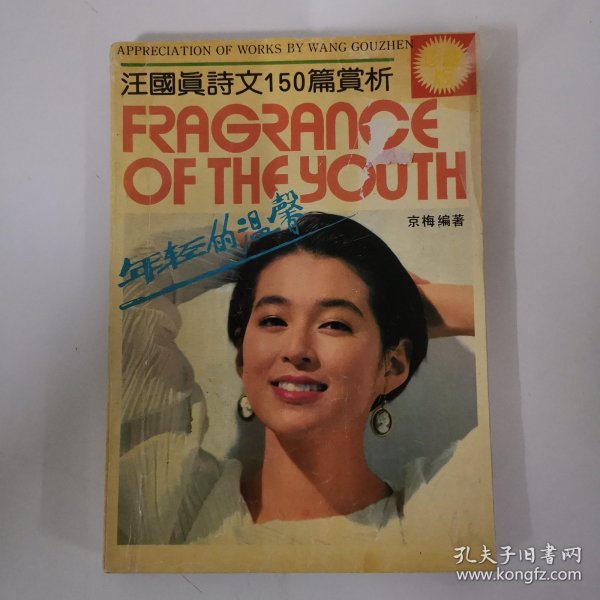 APPRECIATION OF WORKS BY WANG GOUZHEN
汪國眞詩文150篇賞析
FRAGRANCE
OF THE YOUTH
年轻的温馨
京梅编著
孔夫子旧书网
www.kongfz.com